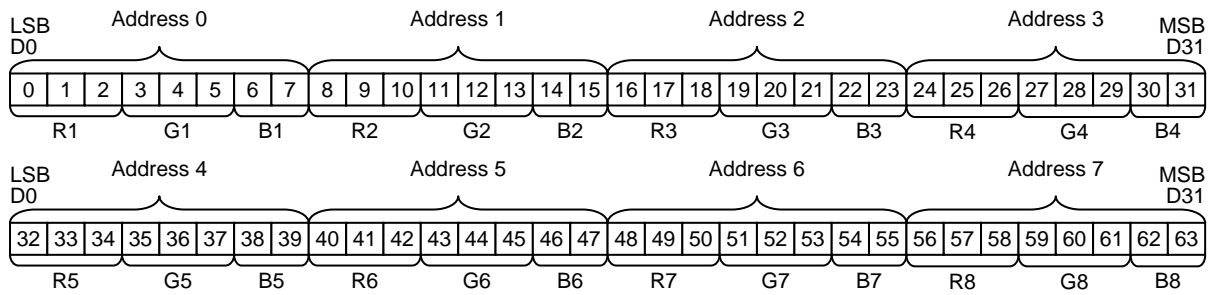 LSB Address 0 Address 1 Address 2 Address 3 MSB
D0 D31
0 1 2 3 4 5 6 7 8 9 10 11 12 13 14 15 16 17 18 19 20 21 22 23 24 25 26 27 28 29 30 31
R1 G1 B1 R2 G2 B2 R3 G3 B3 R4 G4 B4
LSB Address 4 Address 5 Address 6 Address 7 MSB
D0 D31
32 33 34 35 36 37 38 39 40 41 42 43 44 45 46 47 48 49 50 51 52 53 54 55 56 57 58 59 60 61 62 63
R5 G5 B5 R6 G6 B6 R7 G7 B7 R8 G8 B8